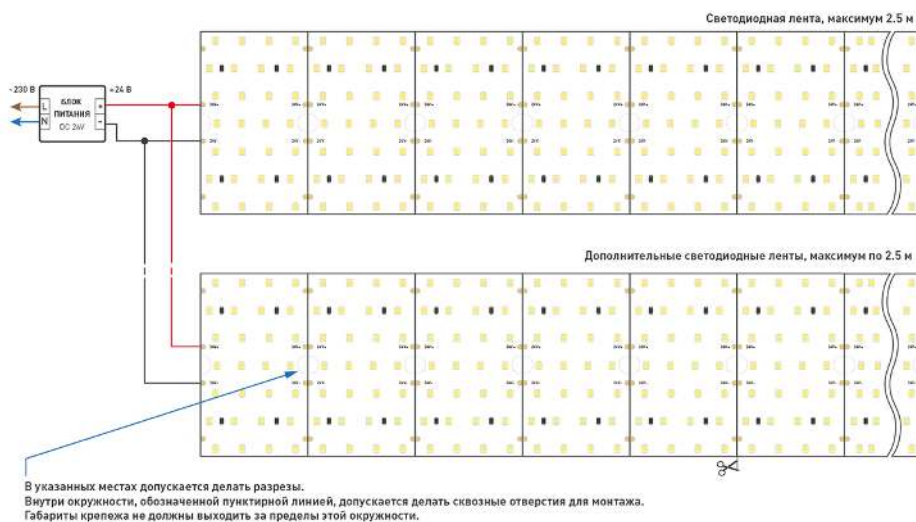 Светодиодная лента, максимум 2.5 м
~230 В
+24 В
L
N
БЛОК
ПИТАНИЯ
DC 24V
+
-
Дополнительные светодиодные ленты, максимум по 2.5 м
В указанных местах допускается делать разрезы.
Внутри окружности, обозначенной пунктирной линией, допускается делать сквозные отверстия для монтажа.
Габариты крепежа не должны выходить за пределы этой окружности.